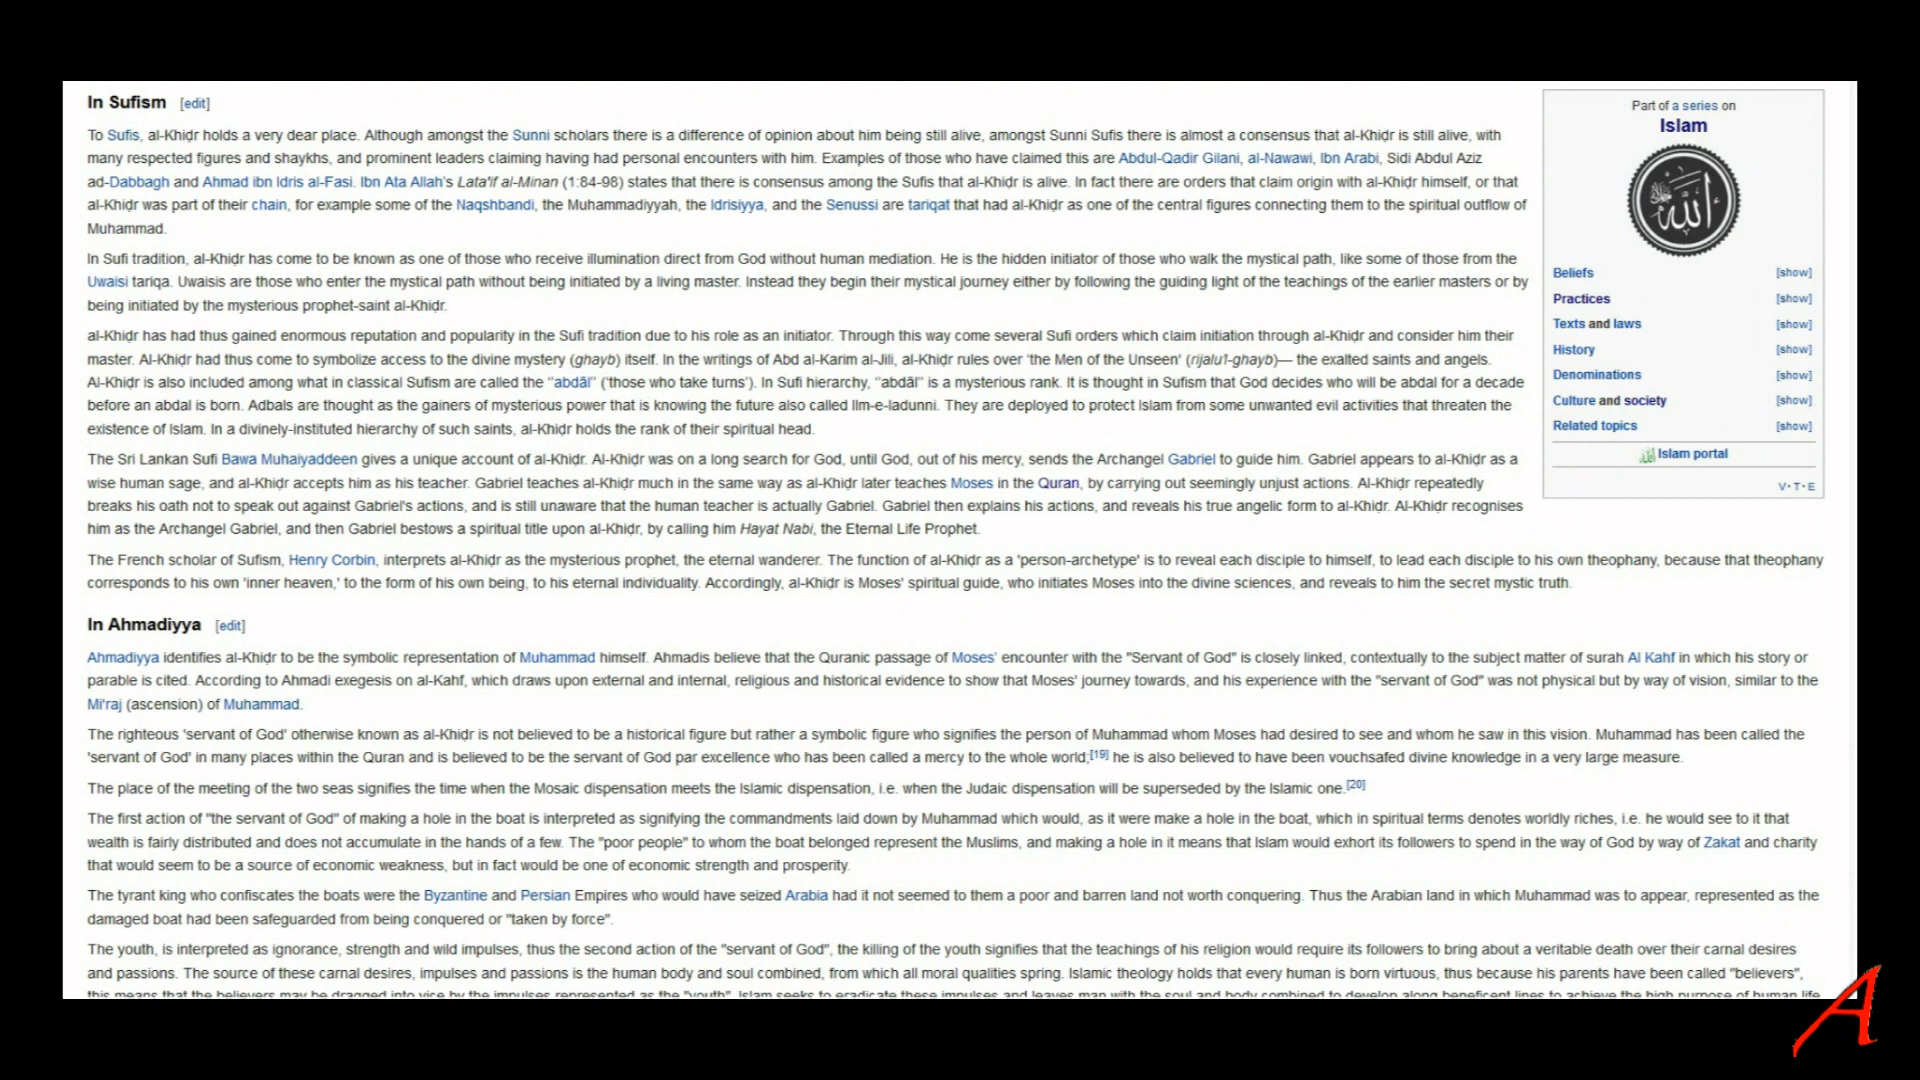 In Sufism [edit]
To Sufis, al-Khiḍr holds a very dear place. Although amongst the Sunni scholars there is a difference of opinion about him being still alive, amongst Sunni Sufis there is almost a consensus that al-Khiḍr is still alive, with
many respected figures and shaykhs, and prominent leaders claiming having had personal encounters with him. Examples of those who have claimed this are Abdul-Qadir Gilani, al-Nawawi, Ibn Arabi, Sidi Abdul Aziz
ad-Dabbagh and Ahmad ibn Idris al-Fasi. Ibn Ata Allah's Lata'if al-Minan (1:84-98) states that there is consensus among the Sufis that al-Khiḍr is alive. In fact there are orders that claim origin with al-Khiḍr himself, or that
al-Khiḍr was part of their chain, for example some of the Naqshbandi, the Muhammadiyyah, the Idrisiyya, and the Senussi are tariqat that had al-Khiḍr as one of the central figures connecting them to the spiritual outflow of
Muhammad.
In Sufi tradition, al-Khiḍr has come to be known as one of those who receive illumination direct from God without human mediation. He is the hidden initiator of those who walk the mystical path, like some of those from the
Uwaisi tariqa. Uwaisis are those who enter the mystical path without being initiated by a living master. Instead they begin their mystical journey either by following the guiding light of the teachings of the earlier masters or by
being initiated by the mysterious prophet-saint al-Khiḍr.
al-Khiḍr has had thus gained enormous reputation and popularity in the Sufi tradition due to his role as an initiator. Through this way come several Sufi orders which claim initiation through al-Khiḍr and consider him their
master. Al-Khiḍr had thus come to symbolize access to the divine mystery (ghayb) itself. In the writings of Abd al-Karim al-Jili, al-Khiḍr rules over 'the Men of the Unseen' (rijalu'l-ghayb)— the exalted saints and angels.
Al-Khiḍr is also included among what in classical Sufism are called the ''abdāl'' ('those who take turns'). In Sufi hierarchy, ''abdāl'' is a mysterious rank. It is thought in Sufism that God decides who will be abdal for a decade
before an abdal is born. Adbals are thought as the gainers of mysterious power that is knowing the future also called Ilm-e-ladunni. They are deployed to protect Islam from some unwanted evil activities that threaten the
existence of Islam. In a divinely-instituted hierarchy of such saints, al-Khiḍr holds the rank of their spiritual head.
The Sri Lankan Sufi Bawa Muhaiyaddeen gives a unique account of al-Khiḍr. Al-Khiḍr was on a long search for God, until God, out of his mercy, sends the Archangel Gabriel to guide him. Gabriel appears to al-Khiḍr as a
wise human sage, and al-Khiḍr accepts him as his teacher. Gabriel teaches al-Khiḍr much in the same way as al-Khiḍr later teaches Moses in the Quran, by carrying out seemingly unjust actions. Al-Khiḍr repeatedly
breaks his oath not to speak out against Gabriel's actions, and is still unaware that the human teacher is actually Gabriel. Gabriel then explains his actions, and reveals his true angelic form to al-Khiḍr. Al-Khiḍr recognises
him as the Archangel Gabriel, and then Gabriel bestows a spiritual title upon al-Khiḍr, by calling him Hayat Nabi, the Eternal Life Prophet.
The French scholar of Sufism, Henry Corbin, interprets al-Khiḍr as the mysterious prophet, the eternal wanderer. The function of al-Khiḍr as a 'person-archetype' is to reveal each disciple to himself, to lead each disciple to his own theophany, because that theophany
corresponds to his own 'inner heaven,' to the form of his own being, to his eternal individuality. Accordingly, al-Khiḍr is Moses' spiritual guide, who initiates Moses into the divine sciences, and reveals to him the secret mystic truth.
In Ahmadiyya [edit]
Ahmadiyya identifies al-Khiḍr to be the symbolic representation of Muhammad himself. Ahmadis believe that the Quranic passage of Moses' encounter with the "Servant of God" is closely linked, contextually to the subject matter of surah Al Kahf in which his story or
parable is cited. According to Ahmadi exegesis on al-Kahf, which draws upon external and internal, religious and historical evidence to show that Moses' journey towards, and his experience with the "servant of God" was not physical but by way of vision, similar to the
Mi'raj (ascension) of Muhammad.
The righteous 'servant of God' otherwise known as al-Khiḍr is not believed to be a historical figure but rather a symbolic figure who signifies the person of Muhammad whom Moses had desired to see and whom he saw in this vision. Muhammad has been called the
'servant of God' in many places within the Quran and is believed to be the servant of God par excellence who has been called a mercy to the whole world;[19] he is also believed to have been vouchsafed divine knowledge in a very large measure.
The place of the meeting of the two seas signifies the time when the Mosaic dispensation meets the Islamic dispensation, i.e. when the Judaic dispensation will be superseded by the Islamic one.[20]
The first action of "the servant of God" of making a hole in the boat is interpreted as signifying the commandments laid down by Muhammad which would, as it were make a hole in the boat, which in spiritual terms denotes worldly riches, i.e. he would see to it that
wealth is fairly distributed and does not accumulate in the hands of a few. The "poor people" to whom the boat belonged represent the Muslims, and making a hole in it means that Islam would exhort its followers to spend in the way of God by way of Zakat and charity
that would seem to be a source of economic weakness, but in fact would be one of economic strength and prosperity.
The tyrant king who confiscates the boats were the Byzantine and Persian Empires who would have seized Arabia had it not seemed to them a poor and barren land not worth conquering. Thus the Arabian land in which Muhammad was to appear, represented as the
damaged boat had been safeguarded from being conquered or "taken by force".
The youth, is interpreted as ignorance, strength and wild impulses, thus the second action of the "servant of God", the killing of the youth signifies that the teachings of his religion would require its followers to bring about a veritable death over their carnal desires
and passions. The source of these carnal desires, impulses and passions is the human body and soul combined, from which all moral qualities spring. Islamic theology holds that every human is born virtuous, thus because his parents have been called "believers",
this means that the believers may be dragged into vice by the impulses represented as the "youth". Islam seeks to eradicate these impulses and leaves man with the soul and body combined to develop along beneficent lines to achieve the high purpose of human life.
Part of a series on
Islam
الله
Beliefs [show]
Practices [show]
Texts and laws [show]
History [show]
Denominations [show]
Culture and society [show]
Related topics [show]
Islam portal
V·T·E
A